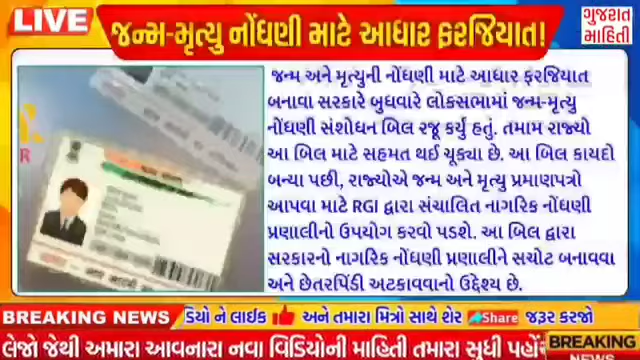 LIVE
જન્મ-મૃત્યુ નોંધણી માટે આધાર ફરજિયાત!
ગુજરાત
માહિતી
જન્મ અને મૃત્યુની નોંધણી માટે આધાર ફરજિયાત
બનાવા સરકારે બુધવારે લોકસભામાં જન્મ-મૃત્યુ
નોંધણી સંશોધન બિલ રજૂ કર્યું હતું. તમામ રાજ્યો
આ બિલ માટે સહમત થઈ ચૂક્યા છે. આ બિલ કાયદો
બન્યા પછી, રાજ્યોએ જન્મ અને મૃત્યુ પ્રમાણપત્રો
આપવા માટે RGI દ્વારા સંચાલિત નાગરિક નોંધણી
પ્રણાલીનો ઉપયોગ કરવો પડશે. આ બિલ દ્વારા
સરકારનો નાગરિક નોંધણી પ્રણાલીને સચોટ બનાવવા
અને છેતરપિંડી અટકાવવાનો ઉદ્દેશ્ય છે.
BREAKING NEWS ડિયો ને લાઈક અને તમારા મિત્રો સાથે શેર Share જરૂર કરજો
લેજો જેથી અમારા આવનારા નવા વિડિયોની માહિતી તમારા સુધી પહોં
BREAKING
NEWS